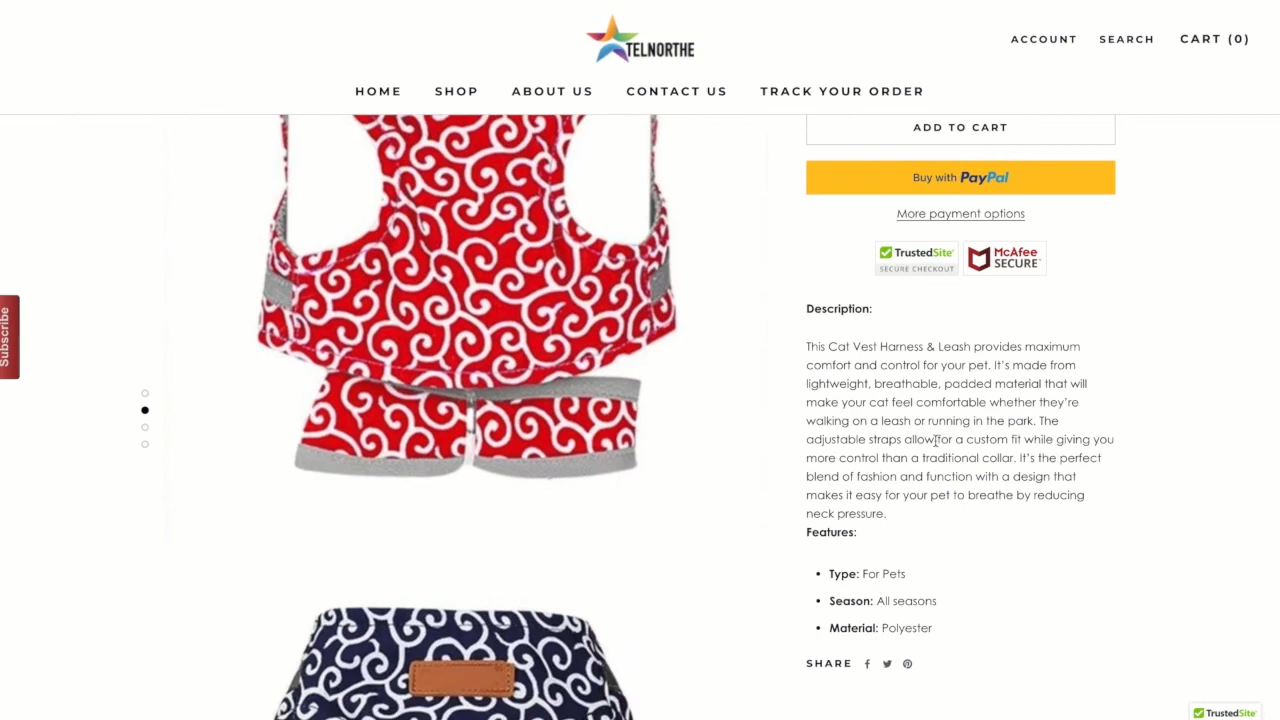 TELNORTHE
ACCOUNT
SEARCH
CART (0)
HOME
SHOP
ABOUT US
CONTACT US
TRACK YOUR ORDER
ADD TO CART
Buy with PayPal
More payment options
TrustedSite
SECURE CHECKOUT
McAfee
SECURE
Subscribe
Description:
This Cat Vest Harness & Leash provides maximum
comfort and control for your pet. It's made from
lightweight, breathable, padded material that will
make your cat feel comfortable whether they're
walking on a leash or running in the park. The
adjustable straps allow for a custom fit while giving you
more control than a traditional collar. It's the perfect
blend of fashion and function with a design that
makes it easy for your pet to breathe by reducing
neck pressure.
Features:
• Type: For Pets
• Season: All seasons
• Material: Polyester
SHARE
TrustedSite